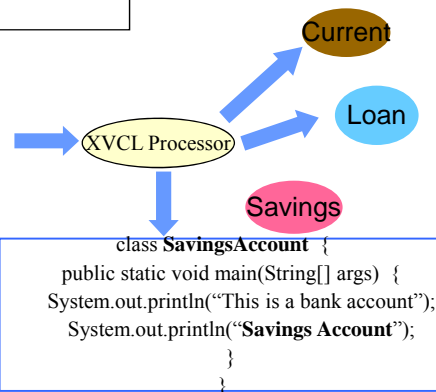 Current
Loan
XVCL Processor
Savings
class SavingsAccount {
public static void main(String[] args) {
System.out.println(“This is a bank account”);
System.out.println(“Savings Account”);
}
}